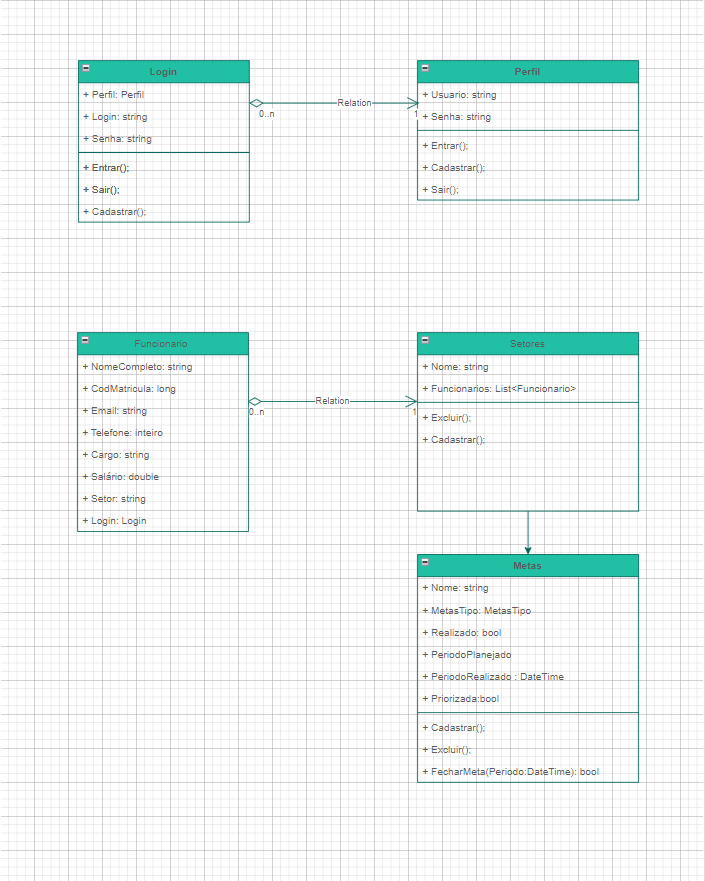 Login
+ Perfil: Perfil
+ Login: string
+ Senha: string
+ Entrar();
+ Sair();
+ Cadastrar();
Relation
0..n
1
Perfil
+ Usuario: string
+ Senha: string
+ Entrar();
+ Cadastrar();
+ Sair();
Funcionario
+ NomeCompleto: string
+ CodMatricula: long
+ Email: string
+ Telefone: inteiro
+ Cargo: string
+ Salário: double
+ Setor: string
+ Login: Login
Relation
0..n
1
Setores
+ Nome: string
+ Funcionarios: List<Funcionario>
+ Excluir();
+ Cadastrar();
Metas
+ Nome: string
+ MetasTipo: MetasTipo
+ Realizado: bool
+ PeriodoPlanejado
+ PeriodoRealizado : DateTime
+ Priorizada:bool
+ Cadastrar();
+ Excluir();
+ FecharMeta(Periodo:DateTime): bool